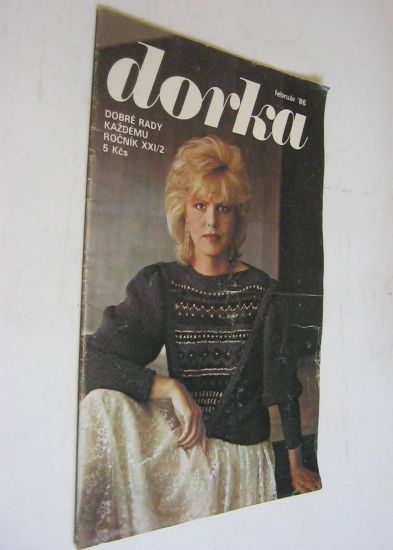 dorka
február '86
DOBRÉ RADY
KAŽDÉMU
ROČNÍK XXI/2
5 Kčs